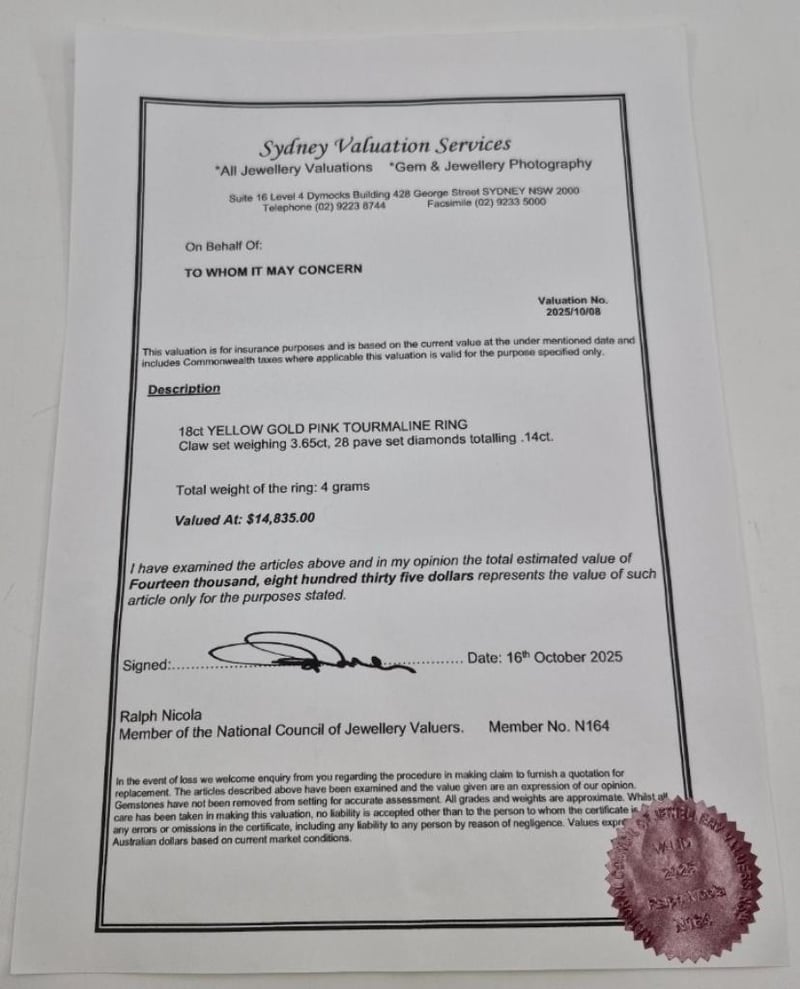 Sydney Valuation Services
*All Jewellery Valuations *Gem & Jewellery Photography
Suite 16 Level 4 Dymocks Building 428 George Street SYDNEY NSW 2000
Telephone (02) 9223 8744 Facsimile (02) 9233 5000
On Behalf Of:
TO WHOM IT MAY CONCERN
Valuation No.
2025/10/08
This valuation is for insurance purposes and is based on the current value at the under mentioned date and
includes Commonwealth taxes where applicable this valuation is valid for the purpose specified only.
Description
18ct YELLOW GOLD PINK TOURMALINE RING
Claw set weighing 3.65ct, 28 pave set diamonds totalling .14ct.
Total weight of the ring: 4 grams
Valued At: $14,835.00
I have examined the articles above and in my opinion the total estimated value of
Fourteen thousand, eight hundred thirty five dollars represents the value of such
article only for the purposes stated.
Signed:............ Date: 16th October 2025
Ralph Nicola
Member of the National Council of Jewellery Valuers. Member No. N164
In the event of loss we welcome enquiry from you regarding the procedure in making claim to furnish a quotation for
replacement. The articles described above have been examined and the value given are an expression of our opinion.
Gemstones have not been removed from setting for accurate assessment. All grades and weights are approximate. Whilst all
care has been taken in making this valuation, no liability is accepted other than to the person to whom the certificate is
any errors or omissions in the certificate, including any liability to any person by reason of negligence. Values expre
Australian dollars based on current market conditions.
VALID
2025
Ralph Nicola
N164